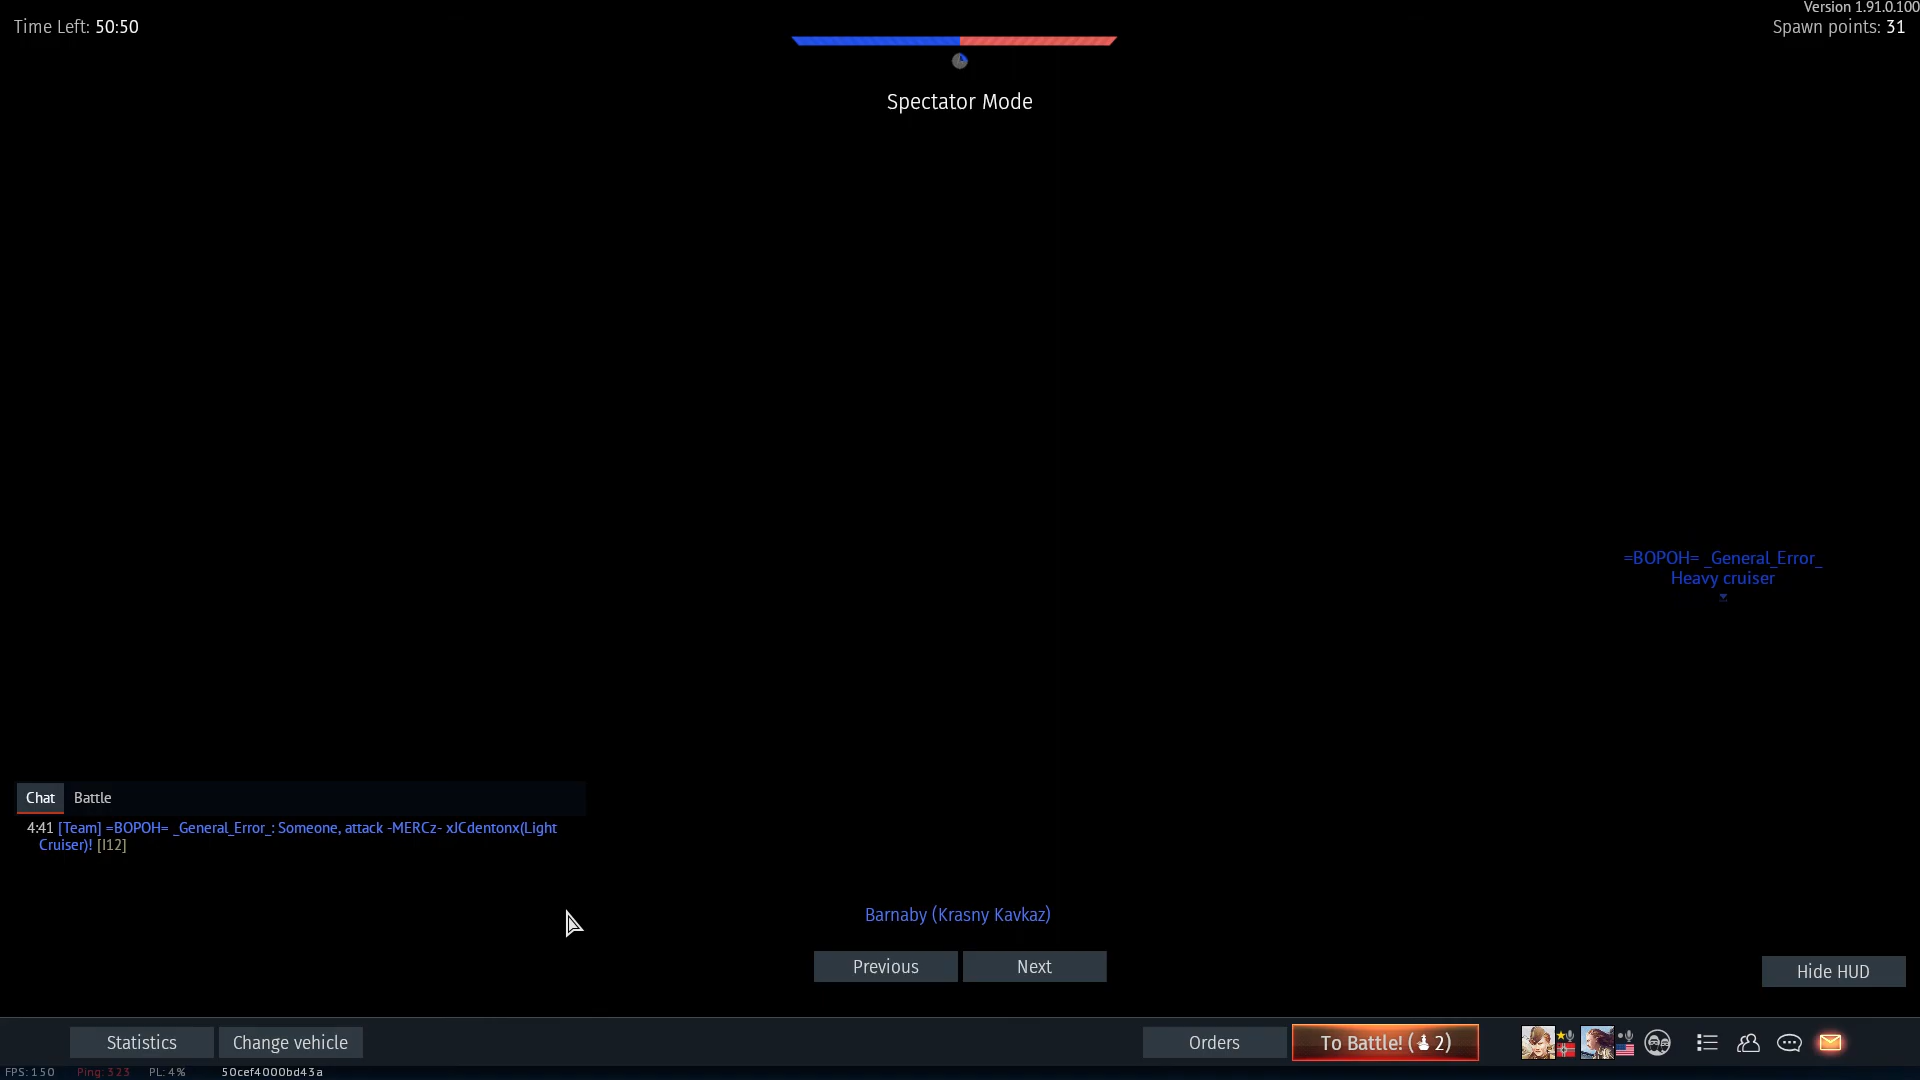 Version 1.91.0.100
Time Left: 50:50
Spawn points: 31
Spectator Mode
=BOPOH= _General_Error_
Heavy cruiser
Chat Battle
4:41 [Team] =BOPOH= _General_Error_: Someone, attack -MERCz- xJCdentonx(Light
Cruiser)! [I12]
Barnaby (Krasny Kavkaz)
Previous Next
Hide HUD
Statistics Change vehicle Orders To Battle! ( 2)
FPS: 150 Ping: 323 PL: 4% 50cef4000bd43a